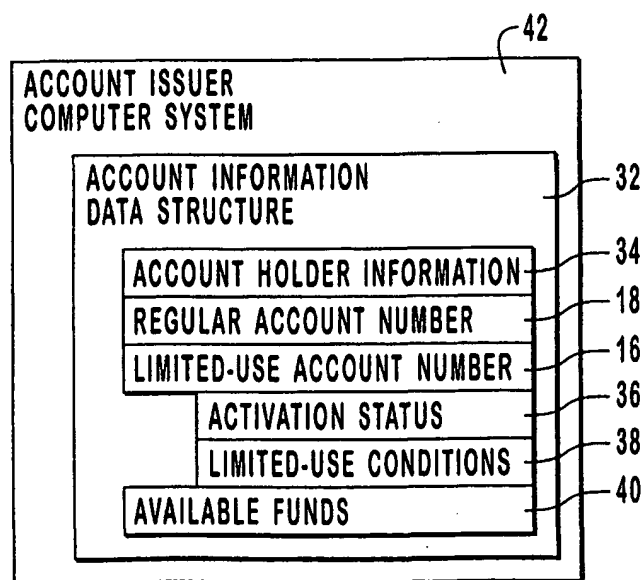 42
ACCOUNT ISSUER
COMPUTER SYSTEM
ACCOUNT INFORMATION
DATA STRUCTURE
32
ACCOUNT HOLDER INFORMATION
34
REGULAR ACCOUNT NUMBER
18
LIMITED-USE ACCOUNT NUMBER
16
ACTIVATION STATUS
36
LIMITED-USE CONDITIONS
38
AVAILABLE FUNDS
40